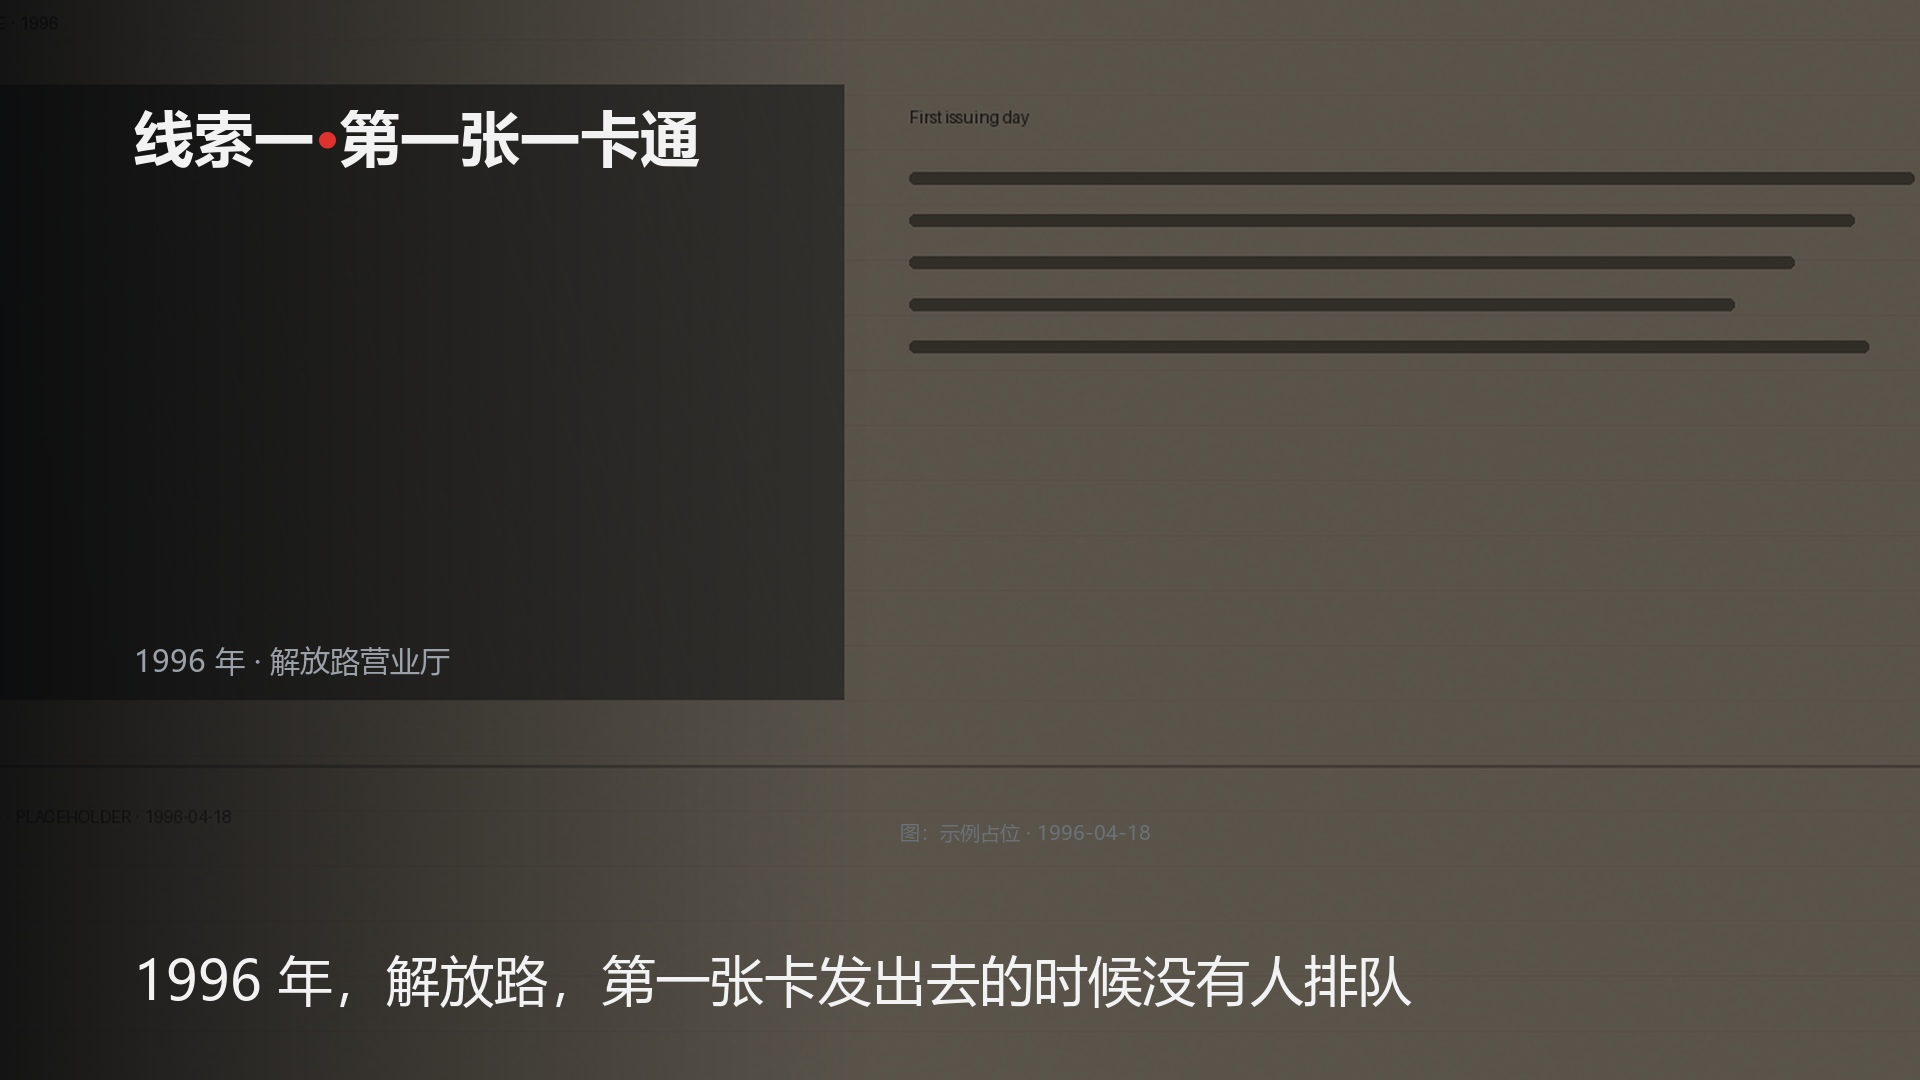 · 1996
线索一·第一张一卡通
First issuing day
1996 年 · 解放路营业厅
PLACEHOLDER · 1996-04-18
图：示例占位 · 1996-04-18
1996 年，解放路，第一张卡发出去的时候没有人排队